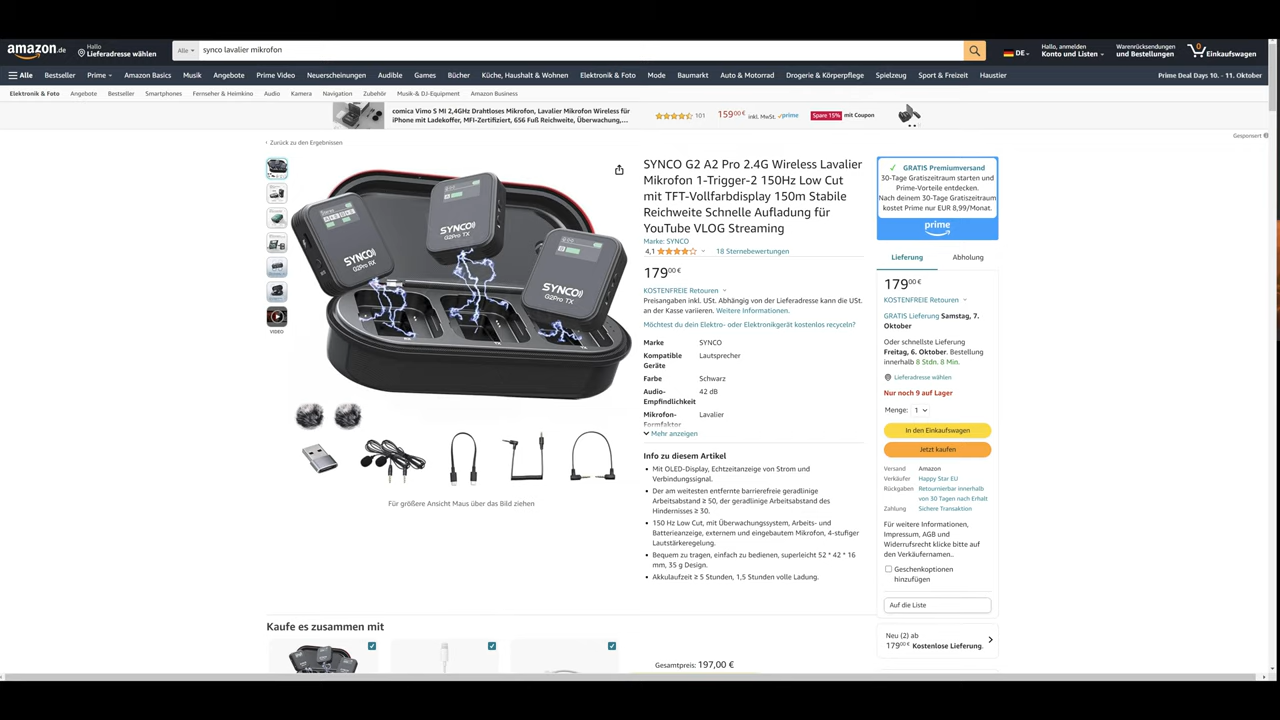 amazon.de
Hallo
Lieferadresse wählen
Alle
synco lavalier mikrofon
DE
Hallo, anmelden
Konto und Listen
Warenrücksendungen
und Bestellungen
0
Einkaufswagen
Alle
Bestseller
Prime
Amazon Basics
Musik
Angebote
Prime Video
Neuerscheinungen
Audible
Games
Bücher
Küche, Haushalt & Wohnen
Elektronik & Foto
Mode
Baumarkt
Auto & Motorrad
Drogerie & Körperpflege
Spielzeug
Sport & Freizeit
Haustier
Prime Deal Days 10. - 11. Oktober
Elektronik & Foto
Angebote
Bestseller
Smartphones
Fernseher & Heimkino
Audio
Kamera
Navigation
Zubehör
Musik-& DJ-Equipment
Amazon Business
comica Vimo S MI 2,4GHz Drahtloses Mikrofon, Lavalier Mikrofon Wireless für
iPhone mit Ladekoffer, MFI-Zertifiziert, 656 Fuß Reichweite, Überwachung,...
101
159,00 € inkl. MwSt. prime
Spare 15% mit Coupon
Gesponsert
‹ Zurück zu den Ergebnissen
VIDEO
SYNCO
G2Pro RX
SYNCO
G2Pro TX
SYNCO
G2Pro TX
Für größere Ansicht Maus über das Bild ziehen
SYNCO G2 A2 Pro 2.4G Wireless Lavalier
Mikrofon 1-Trigger-2 150Hz Low Cut
mit TFT-Vollfarbdisplay 150m Stabile
Reichweite Schnelle Aufladung für
YouTube VLOG Streaming
Marke: SYNCO
4,1
18 Sternebewertungen
179 00 €
KOSTENFREIE Retouren
Preisangaben inkl. USt. Abhängig von der Lieferadresse kann die USt.
an der Kasse variieren. Weitere Informationen.
Möchtest du dein Elektro- oder Elektronikgerät kostenlos recyceln?
Marke SYNCO
Kompatible Lautsprecher
Geräte
Farbe Schwarz
Audio- 42 dB
Empfindlichkeit
Mikrofon- Lavalier
Formfaktor
Mehr anzeigen
Info zu diesem Artikel
• Mit OLED-Display, Echtzeitanzeige von Strom und
Verbindungssignal.
• Der am weitesten entfernte barrierefreie geradlinige
Arbeitsabstand ≥ 50, der geradlinige Arbeitsabstand des
Hindernisses ≥ 30.
• 150 Hz Low Cut, mit Überwachungssystem, Arbeits- und
Batterieanzeige, externem und eingebautem Mikrofon, 4-stufiger
Lautstärkeregelung.
• Bequem zu tragen, einfach zu bedienen, superleicht 52 * 42 * 16
mm, 35 g Design.
• Akkulaufzeit ≥ 5 Stunden, 1,5 Stunden volle Ladung.
✓ GRATIS Premiumversand
30-Tage Gratiszeitraum starten und
Prime-Vorteile entdecken.
Nach deinem 30-Tage Gratiszeitraum
kostet Prime nur EUR 8,99/Monat.
prime
Lieferung
Abholung
179 00 €
KOSTENFREIE Retouren
GRATIS Lieferung Samstag, 7.
Oktober
Oder schnellste Lieferung
Freitag, 6. Oktober. Bestellung
innerhalb 8 Stdn. 8 Min.
Lieferadresse wählen
Nur noch 9 auf Lager
Menge: 1
In den Einkaufswagen
Jetzt kaufen
Versand Amazon
Verkäufer Happy Star EU
Rückgaben Retournierbar innerhalb
von 30 Tagen nach Erhalt
Zahlung Sichere Transaktion
Für weitere Informationen,
Impressum, AGB und
Widerrufsrecht klicke bitte auf
den Verkäufernamen..
Geschenkoptionen
hinzufügen
Auf die Liste
Neu (2) ab
179 00 € Kostenlose Lieferung.
Kaufe es zusammen mit
Gesamtpreis: 197,00 €